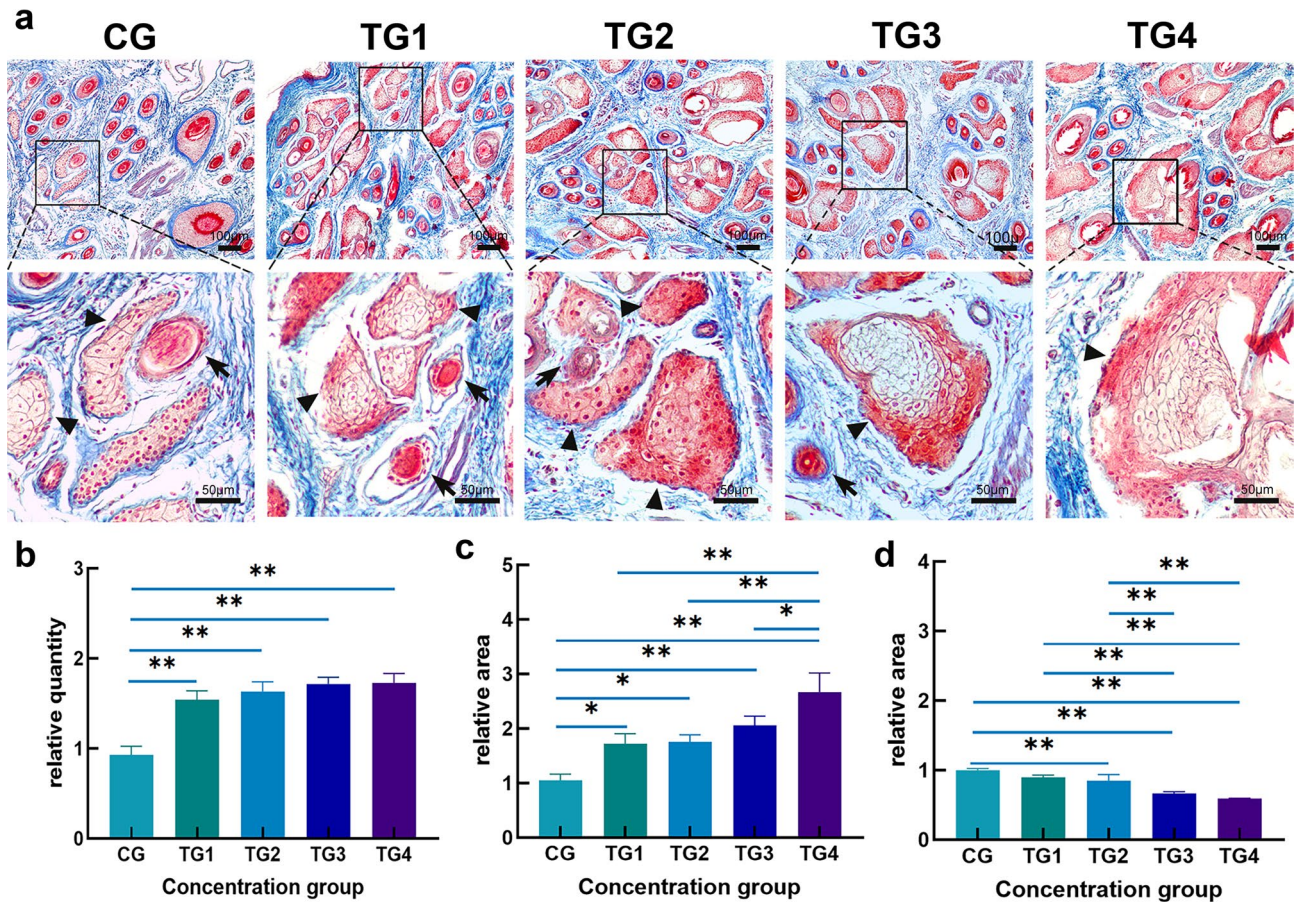 a
CG TG1 TG2 TG3 TG4
100μm 100μm 100μm 100μ 100μm
50μm 50μm 50μm 50μm 50μm
b
relative quantity
3
2
1
0
**
**
**
**
CG TG1 TG2 TG3 TG4
Concentration group
c
relative area
5
4
3
2
1
0
**
**
*
**
**
*
*
CG TG1 TG2 TG3 TG4
Concentration group
d
relative area
4
3
2
1
0
**
**
**
**
**
**
**
CG TG1 TG2 TG3 TG4
Concentration group